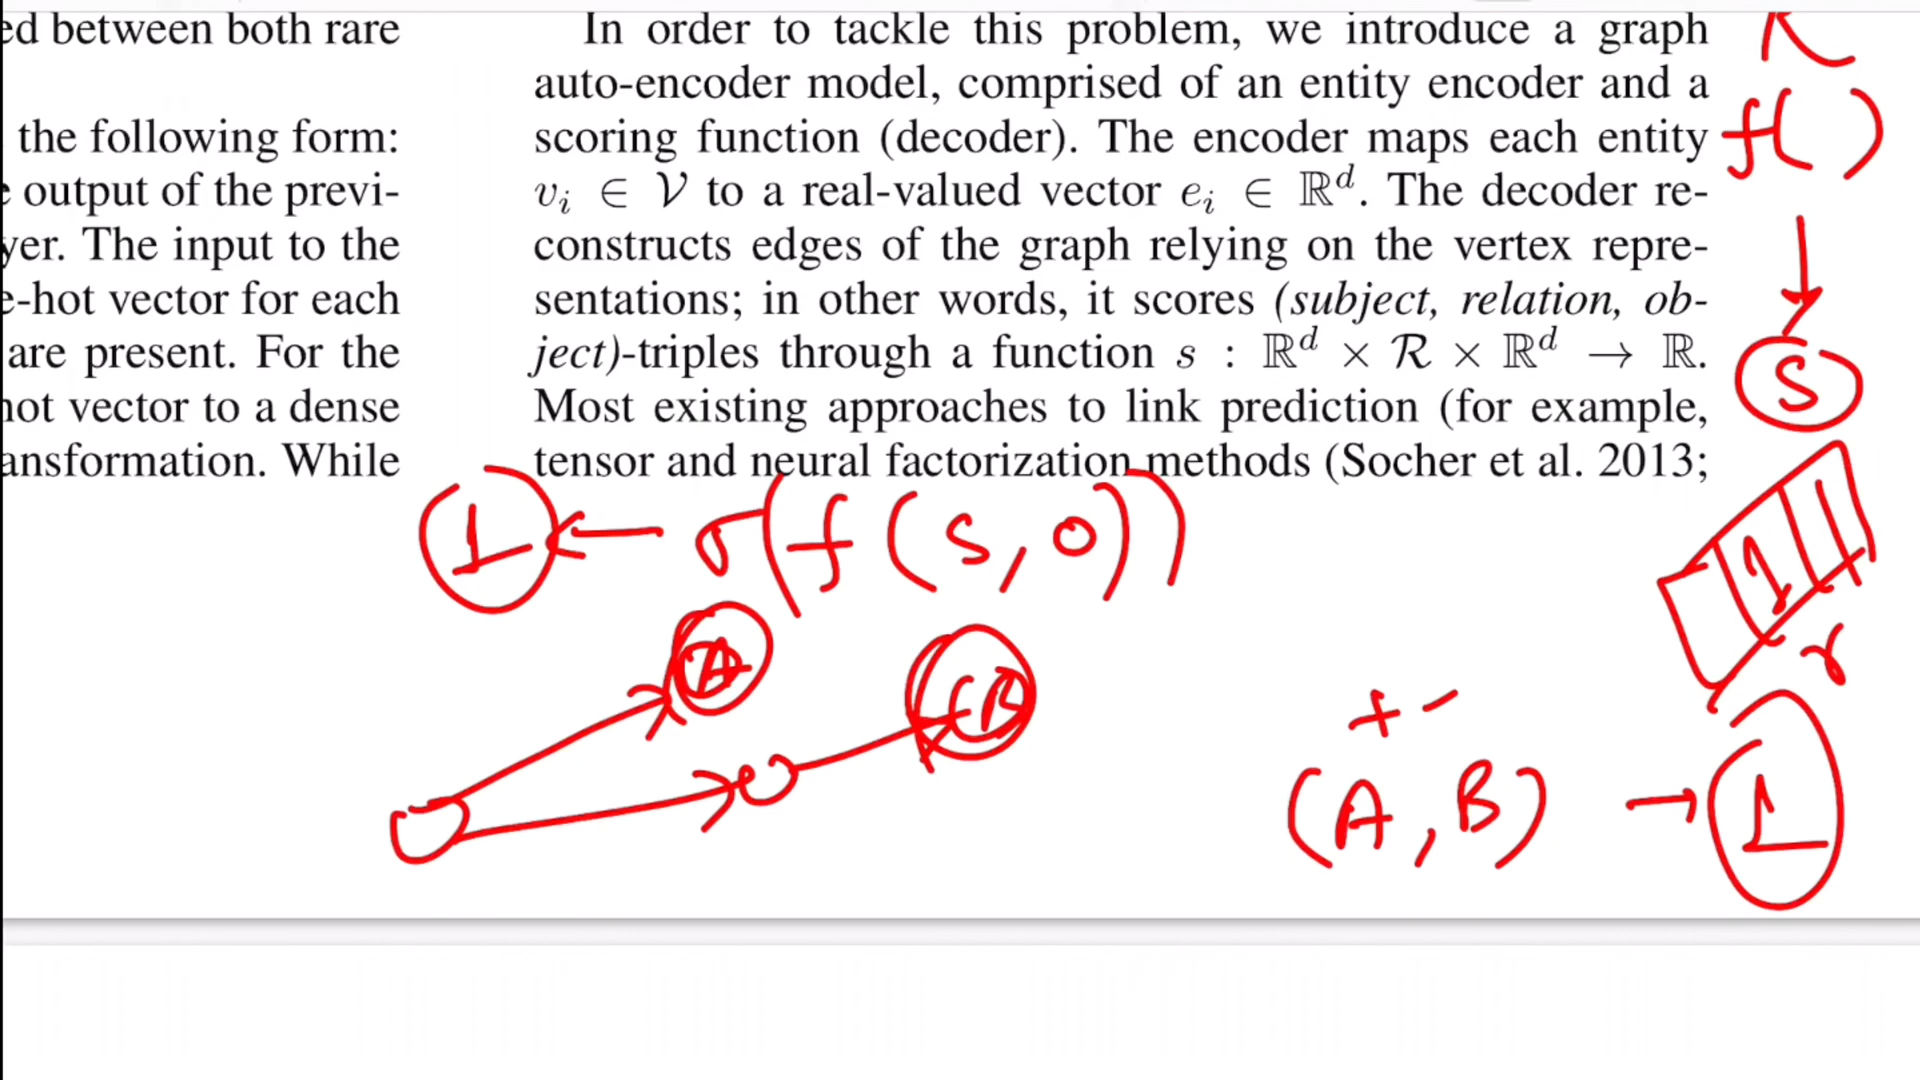 ed between both rare
the following form:
output of the previ-
yer. The input to the
e-hot vector for each
are present. For the
hot vector to a dense
ansformation. While
In order to tackle this problem, we introduce a graph
auto-encoder model, comprised of an entity encoder and a
scoring function (decoder). The encoder maps each entity
v_i ∈ 𝒱 to a real-valued vector e_i ∈ ℝ^d. The decoder re-
constructs edges of the graph relying on the vertex repre-
sentations; in other words, it scores (subject, relation, ob-
ject)-triples through a function s : ℝ^d × ℛ × ℝ^d → ℝ.
Most existing approaches to link prediction (for example,
tensor and neural factorization methods (Socher et al. 2013;
f( )
↓
S
1 ← σ(f(s,o))
1
r
A
B
+ -
(A,B) → 1